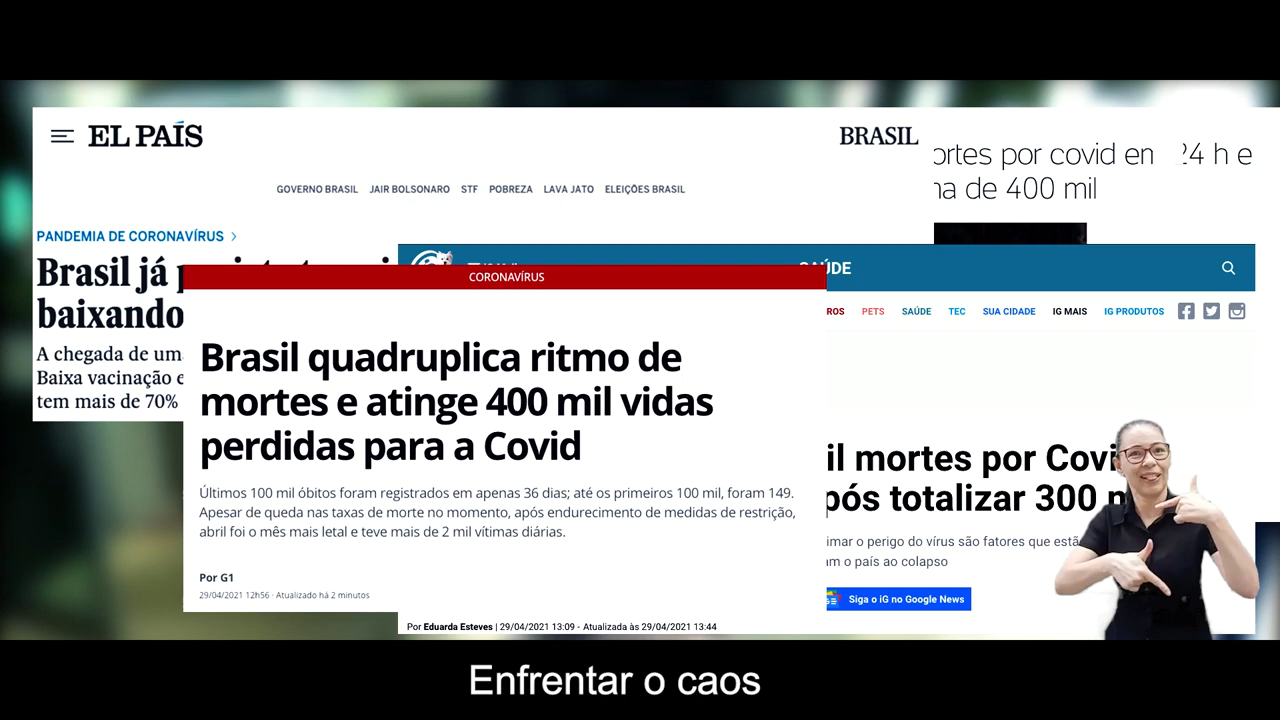 EL PAÍS
BRASIL
por covid en 24 h e
de 400 mil
GOVERNO BRASIL JAIR BOLSONARO STF POBREZA LAVA JATO ELEIÇÕES BRASIL
PANDEMIA DE CORONAVÍRUS >
Brasil já
baixando
A chegada de
Baixa vacinação e
tem mais de 70%
SAÚDE
CORONAVÍRUS
PETS SAÚDE TEC SUA CIDADE IG MAIS IG PRODUTOS
Brasil quadruplica ritmo de
mortes e atinge 400 mil vidas
perdidas para a Covid
Últimos 100 mil óbitos foram registrados em apenas 36 dias; até os primeiros 100 mil, foram 149.
Apesar de queda nas taxas de morte no momento, após endurecimento de medidas de restrição,
abril foi o mês mais letal e teve mais de 2 mil vítimas diárias.
Por G1
29/04/2021 12h56 · Atualizado há 2 minutos
mortes por
totalizar 300
o perigo do vírus são fatores que
o país ao colapso
Siga o iG no Google News
Por Eduarda Esteves | 29/04/2021 13:09 - Atualizada às 29/04/2021 13:44
Enfrentar o caos